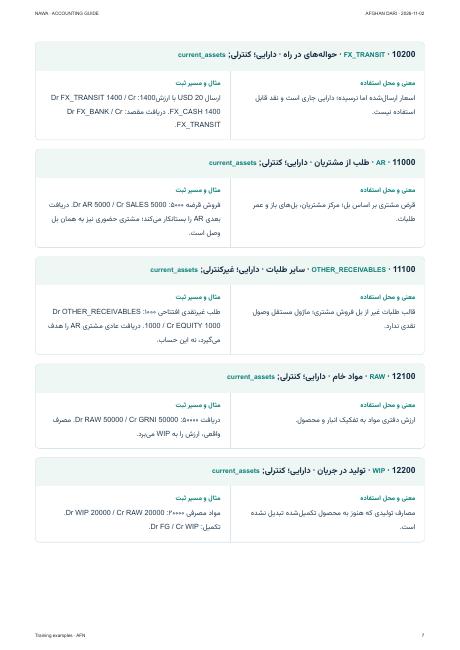 NAWA · ACCOUNTING GUIDE
AFGHAN DARI · 2026-11-02
10200 · FX_TRANSIT · حواله‌های در راه · دارایی؛ کنترلی; current_assets
معنی و محل استفاده
اسعار ارسال‌شده اما نرسیده؛ دارایی جاری است و نقد قابل
استفاده نیست.
مثال و مسیر ثبت
ارسال 20 USD با ارزش1400: Dr FX_TRANSIT 1400 / Cr
FX_CASH 1400. دریافت مقصد: Dr FX_BANK / Cr
FX_TRANSIT.
11000 · AR · طلب از مشتریان · دارایی؛ کنترلی; current_assets
معنی و محل استفاده
قرض مشتری بر اساس بل؛ مرکز مشتریان، بل‌های باز و عمر
طلبات.
مثال و مسیر ثبت
فروش قرضه ۵۰۰۰: Dr AR 5000 / Cr SALES 5000. دریافت
بعدی AR را بستانکار می‌کند؛ مشتری حضوری نیز به همان بل
وصل است.
11100 · OTHER_RECEIVABLES · سایر طلبات · دارایی؛ غیرکنترلی; current_assets
معنی و محل استفاده
قالب طلبات غیر از بل فروش مشتری؛ ماژول مستقل وصول
نقدی ندارد.
مثال و مسیر ثبت
طلب غیرنقدی افتتاحی ۱۰۰۰: Dr OTHER_RECEIVABLES
1000 / Cr EQUITY 1000. دریافت عادی مشتری AR را هدف
می‌گیرد، نه این حساب.
12100 · RAW · مواد خام · دارایی؛ کنترلی; current_assets
معنی و محل استفاده
ارزش دفتری مواد به تفکیک انبار و محصول.
مثال و مسیر ثبت
دریافت ۵۰۰۰۰: Dr RAW 50000 / Cr GRNI 50000. مصرف
واقعی، ارزش را به WIP می‌برد.
12200 · WIP · تولید در جریان · دارایی؛ کنترلی; current_assets
معنی و محل استفاده
مصارف تولیدی که هنوز به محصول تکمیل‌شده تبدیل نشده
است.
مثال و مسیر ثبت
مواد مصرفی ۲۰۰۰۰: Dr WIP 20000 / Cr RAW 20000.
تکمیل: Dr FG / Cr WIP.
Training examples · AFN
7